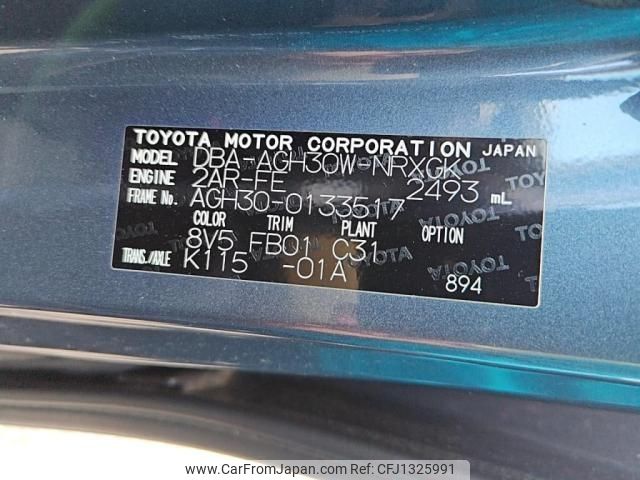 TOYOTA MOTOR CORPORATION JAPAN
MODEL DBA-AGH30W-NRXGK
ENGINE 2AR-FE 2493 mL
FRAME No. AGH30-0133517
COLOR TRIM PLANT OPTION
8V5 FB01 C31
TRANS./AXLE K115 -01A
894
www.carfromjapan.com CFJ1325991